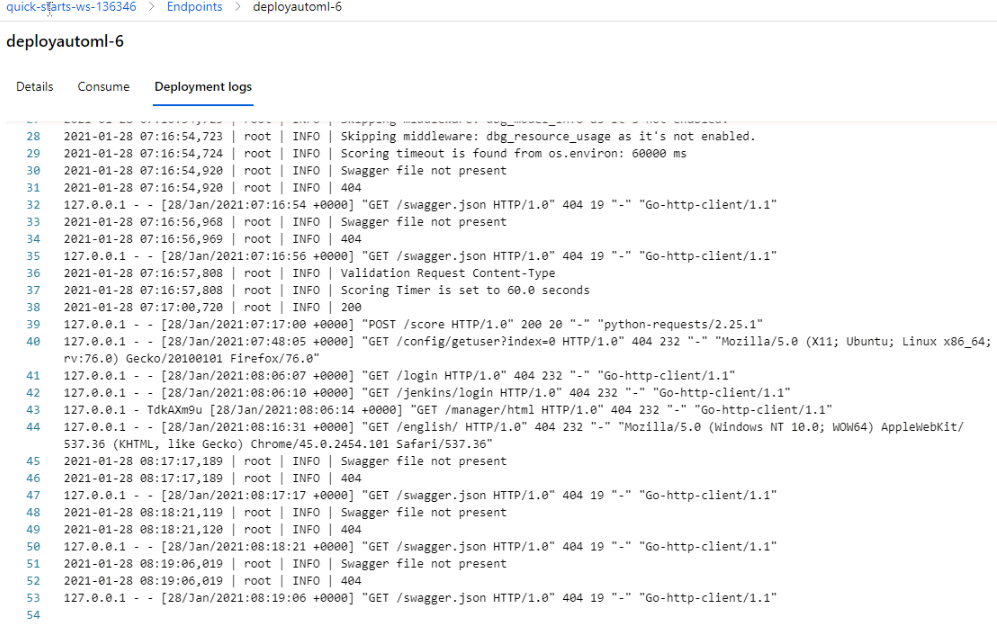 quick-starts-ws-136346 > Endpoints > deployautoml-6
deployautoml-6
Details Consume Deployment logs
28 2021-01-28 07:16:54,723 | root | INFO | Skipping middleware: dbg_resource_usage as it's not enabled.
29 2021-01-28 07:16:54,724 | root | INFO | Scoring timeout is found from os.environ: 60000 ms
30 2021-01-28 07:16:54,920 | root | INFO | Swagger file not present
31 2021-01-28 07:16:54,920 | root | INFO | 404
32 127.0.0.1 - - [28/Jan/2021:07:16:54 +0000] "GET /swagger.json HTTP/1.0" 404 19 "-" "Go-http-client/1.1"
33 2021-01-28 07:16:56,968 | root | INFO | Swagger file not present
34 2021-01-28 07:16:56,969 | root | INFO | 404
35 127.0.0.1 - - [28/Jan/2021:07:16:56 +0000] "GET /swagger.json HTTP/1.0" 404 19 "-" "Go-http-client/1.1"
36 2021-01-28 07:16:57,808 | root | INFO | Validation Request Content-Type
37 2021-01-28 07:16:57,808 | root | INFO | Scoring Timer is set to 60.0 seconds
38 2021-01-28 07:17:00,720 | root | INFO | 200
39 127.0.0.1 - - [28/Jan/2021:07:17:00 +0000] "POST /score HTTP/1.0" 200 20 "-" "python-requests/2.25.1"
40 127.0.0.1 - - [28/Jan/2021:07:48:05 +0000] "GET /config/getuser?index=0 HTTP/1.0" 404 232 "-" "Mozilla/5.0 (X11; Ubuntu; Linux x86_64;
rv:76.0) Gecko/20100101 Firefox/76.0"
41 127.0.0.1 - - [28/Jan/2021:08:06:07 +0000] "GET /login HTTP/1.0" 404 232 "-" "Go-http-client/1.1"
42 127.0.0.1 - - [28/Jan/2021:08:06:10 +0000] "GET /jenkins/login HTTP/1.0" 404 232 "-" "Go-http-client/1.1"
43 127.0.0.1 - TdkAXm9u [28/Jan/2021:08:06:14 +0000] "GET /manager/html HTTP/1.0" 404 232 "-" "Go-http-client/1.1"
44 127.0.0.1 - - [28/Jan/2021:08:16:31 +0000] "GET /english/ HTTP/1.0" 404 232 "-" "Mozilla/5.0 (Windows NT 10.0; WOW64) AppleWebKit/
537.36 (KHTML, like Gecko) Chrome/45.0.2454.101 Safari/537.36"
45 2021-01-28 08:17:17,189 | root | INFO | Swagger file not present
46 2021-01-28 08:17:17,189 | root | INFO | 404
47 127.0.0.1 - - [28/Jan/2021:08:17:17 +0000] "GET /swagger.json HTTP/1.0" 404 19 "-" "Go-http-client/1.1"
48 2021-01-28 08:18:21,119 | root | INFO | Swagger file not present
49 2021-01-28 08:18:21,120 | root | INFO | 404
50 127.0.0.1 - - [28/Jan/2021:08:18:21 +0000] "GET /swagger.json HTTP/1.0" 404 19 "-" "Go-http-client/1.1"
51 2021-01-28 08:19:06,019 | root | INFO | Swagger file not present
52 2021-01-28 08:19:06,019 | root | INFO | 404
53 127.0.0.1 - - [28/Jan/2021:08:19:06 +0000] "GET /swagger.json HTTP/1.0" 404 19 "-" "Go-http-client/1.1"
54